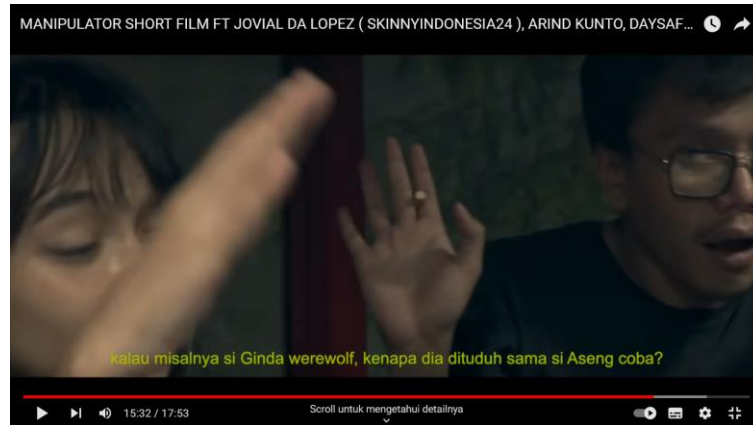 MANIPULATOR SHORT FILM FT JOVIAL DA LOPEZ ( SKINNYINDONESIA24 ), ARIND KUNTO, DAYSAF...
kalau misalnya si Ginda werewolf, kenapa dia dituduh sama si Aseng coba?
15:32 / 17:53
Scroll untuk mengetahui detailnya